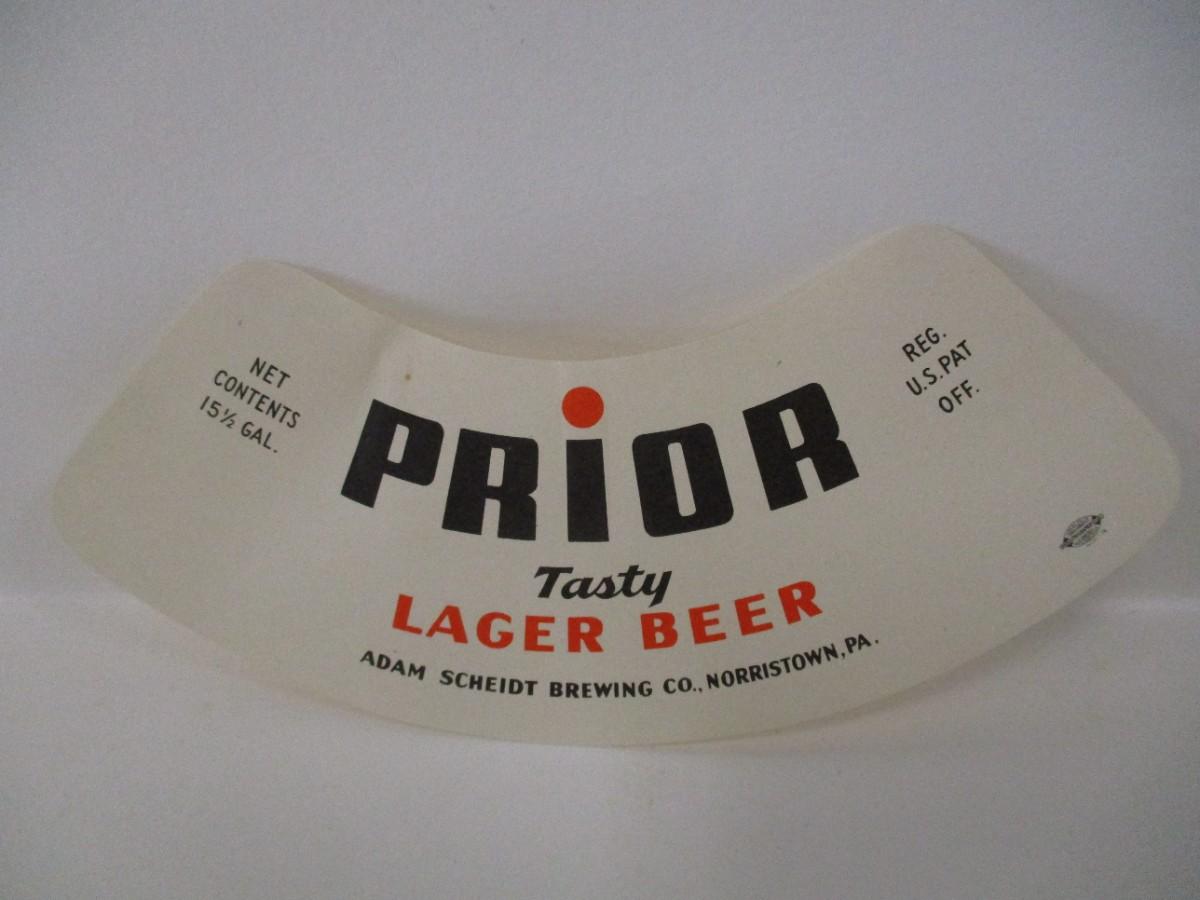 NET
CONTENTS
15½ GAL.
PRiOR
Tasty
LAGER BEER
ADAM SCHEIDT BREWING CO., NORRISTOWN, PA.
REG.
U.S. PAT
OFF.